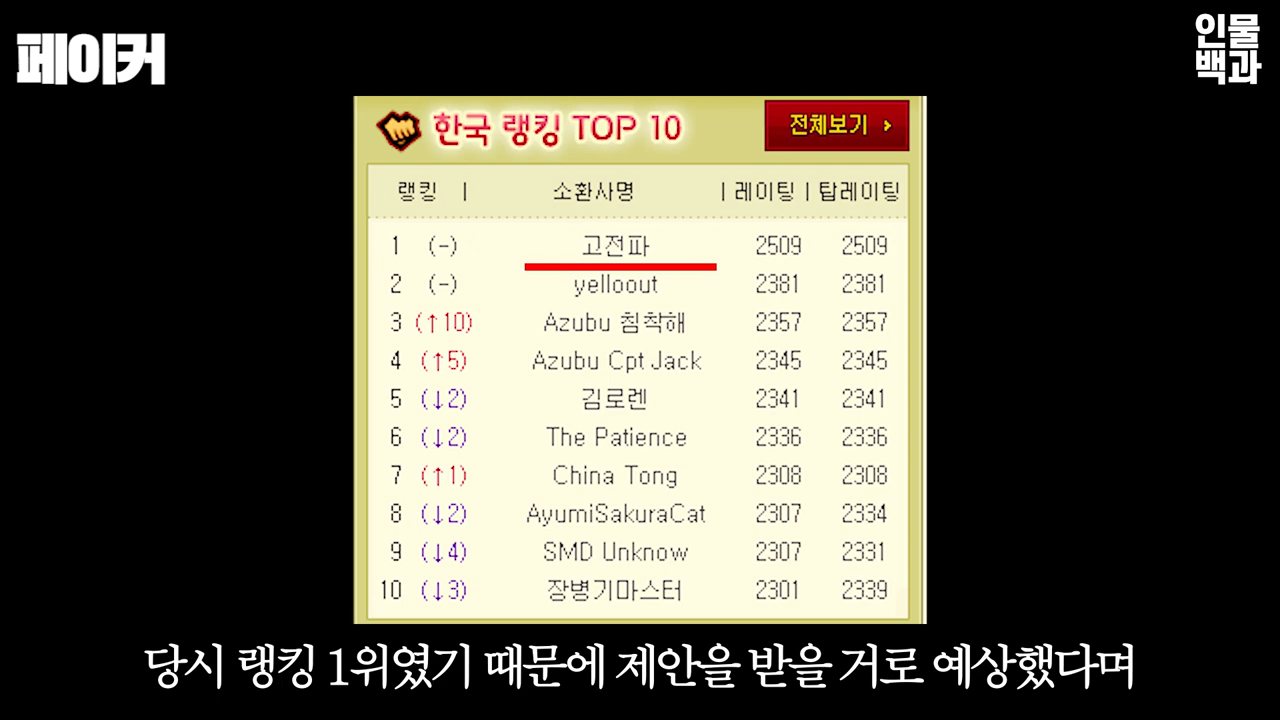 페이커
인물
백과
한국 랭킹 TOP 10
전체보기 >
랭킹 | 소환사명 | 레이팅 | 탑레이팅
1 (-) 고전파 2509 2509
2 (-) yelloout 2381 2381
3 (↑10) Azubu 침착해 2357 2357
4 (↑5) Azubu Cpt Jack 2345 2345
5 (↓2) 김로렌 2341 2341
6 (↓2) The Patience 2336 2336
7 (↑1) China Tong 2308 2308
8 (↓2) AyumiSakuraCat 2307 2334
9 (↓4) SMD Unknow 2307 2331
10 (↓3) 장병기마스터 2301 2339
당시 랭킹 1위였기 때문에 제안을 받을 거로 예상했다며